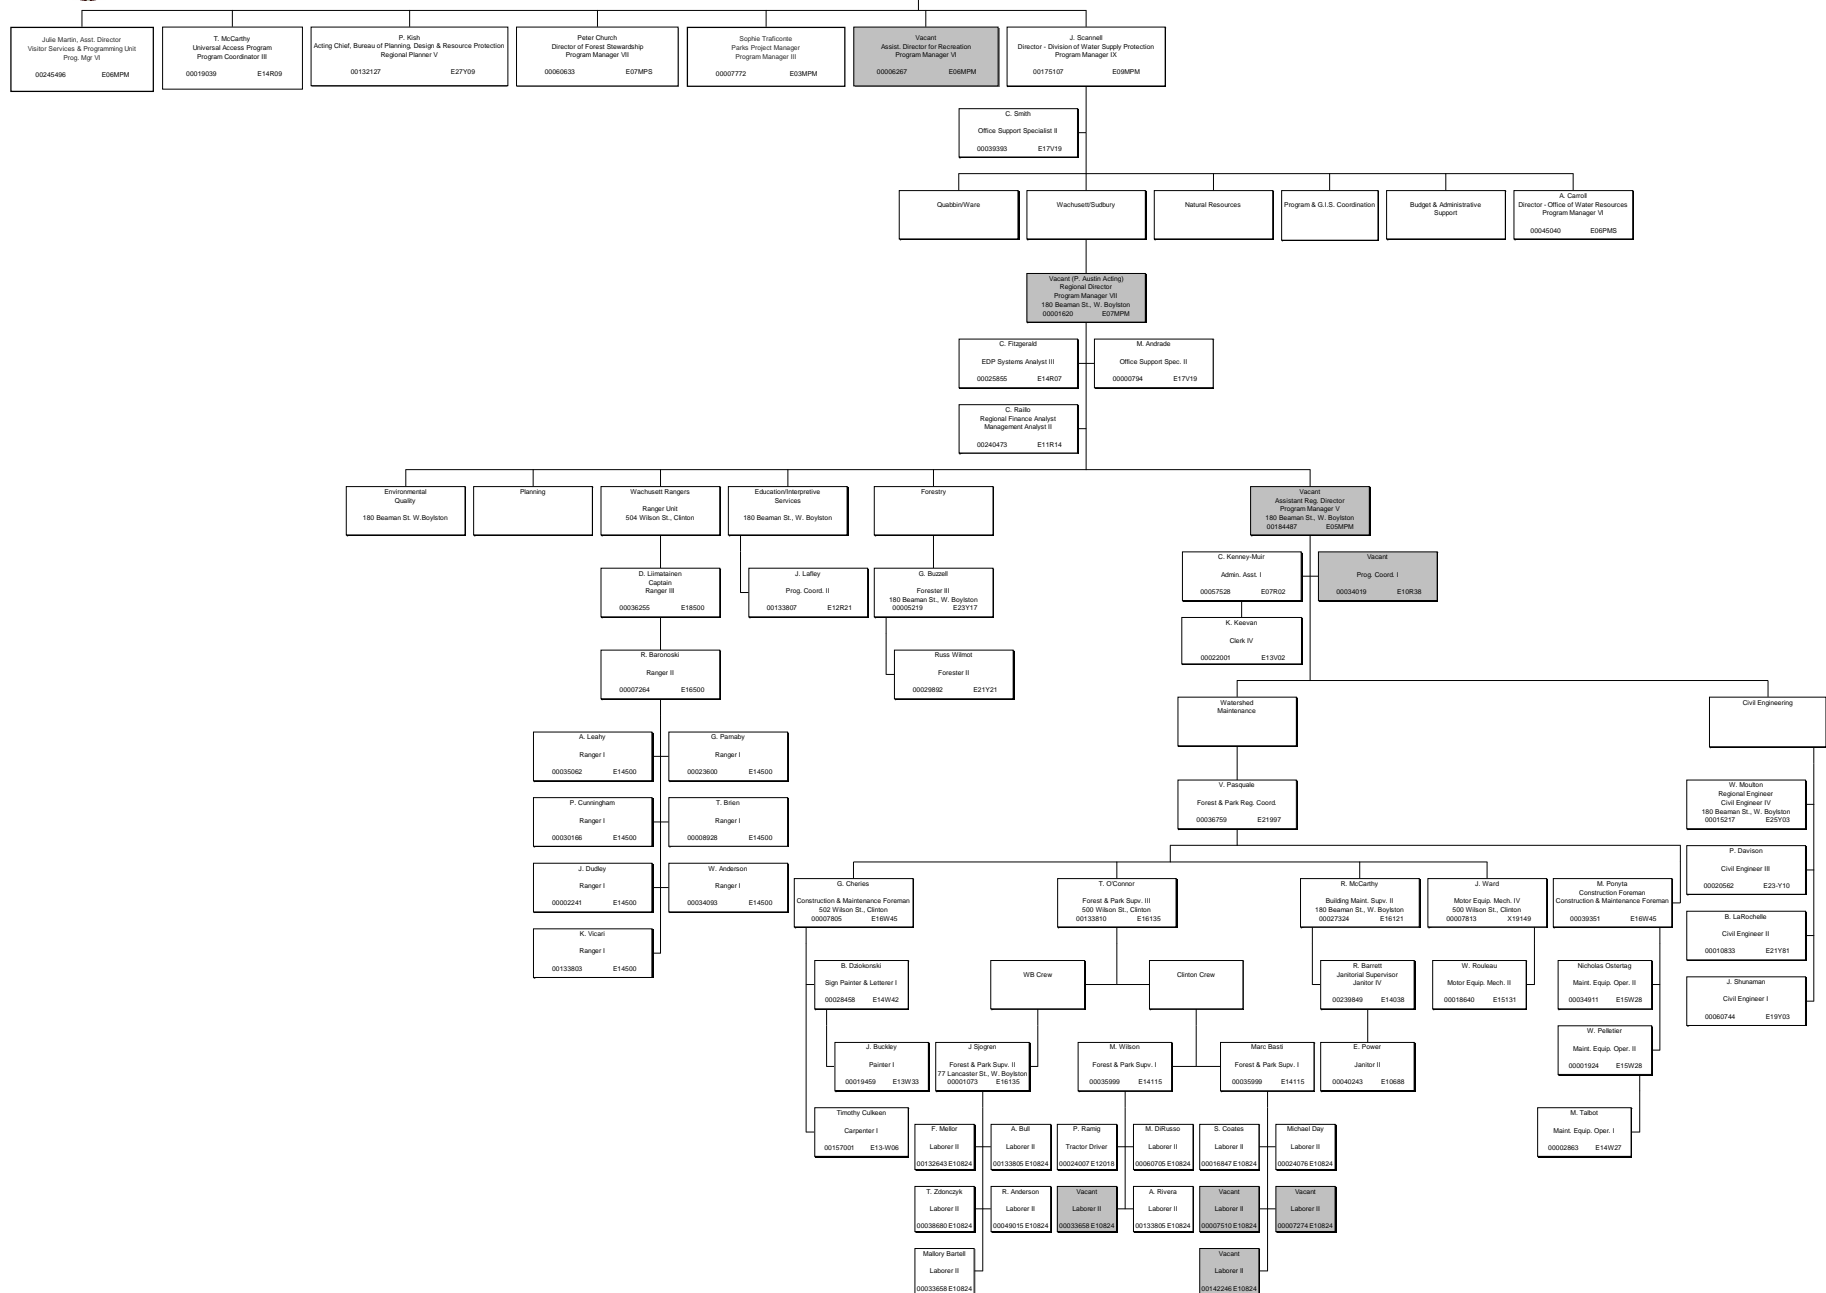 Julie Martin, Asst. Director
Visitor Services & Programming Unit
Prog. Mgr VI
00245496 E06MPM
T. McCarthy
Universal Access Program
Program Coordinator III
00019039 E14R09
P. Kish
Acting Chief, Bureau of Planning, Design & Resource Protection
Regional Planner V
00132127 E27Y09
Peter Church
Director of Forest Stewardship
Program Manager VII
00060633 E07MPS
Sophie Traficonte
Parks Project Manager
Program Manager III
00007772 E03MPM
Vacant
Assist. Director for Recreation
Program Manager VI
00006267 E06MPM
J. Scannell
Director - Division of Water Supply Protection
Program Manager IX
00175107 E09MPM
C. Smith
Office Support Specialist II
00039393 E17V19
Quabbin/Ware
Wachusett/Sudbury
Natural Resources
Program & G.I.S. Coordination
Budget & Administrative
Support
A. Carroll
Director - Office of Water Resources
Program Manager VI
00045040 E06PMS
Vacant (P. Austin Acting)
Regional Director
Program Manager VII
180 Beaman St., W. Boylston
00001620 E07MPM
C. Fitzgerald
EDP Systems Analyst III
00025855 E14R07
M. Andrade
Office Support Spec. II
00000794 E17V19
C. Raillo
Regional Finance Analyst
Management Analyst II
00240473 E11R14
Environmental
Quality
180 Beaman St. W.Boylston
Planning
Wachusett Rangers
Ranger Unit
504 Wilson St., Clinton
Education/Interpretive
Services
180 Beaman St., W. Boylston
Forestry
Vacant
Assistant Reg. Director
Program Manager V
180 Beaman St., W. Boylston
00184487 E05MPM
D. Liimatainen
Captain
Ranger III
00036255 E18500
J. Lafley
Prog. Coord. II
00133807 E12R21
G. Buzzell
Forester III
180 Beaman St., W. Boylston
00005219 E23Y17
C. Kenney-Muir
Admin. Asst. I
00057528 E07R02
Vacant
Prog. Coord. I
00034019 E10R38
K. Keevan
Clerk IV
00022001 E13V02
R. Baronoski
Ranger II
00007264 E16500
Russ Wilmot
Forester II
00029892 E21Y21
Watershed
Maintenance
Civil Engineering
A. Leahy
Ranger I
00035062 E14500
G. Parnaby
Ranger I
00023600 E14500
P. Cunningham
Ranger I
00030166 E14500
T. Brien
Ranger I
00008928 E14500
J. Dudley
Ranger I
00002241 E14500
W. Anderson
Ranger I
00034093 E14500
K. Vicari
Ranger I
00133803 E14500
V. Pasquale
Forest & Park Reg. Coord.
00036759 E21997
W. Moulton
Regional Engineer
Civil Engineer IV
180 Beaman St., W. Boylston
00015217 E25Y03
P. Davison
Civil Engineer III
00020562 E23-Y10
B. LaRochelle
Civil Engineer II
00010833 E21Y81
J. Shunaman
Civil Engineer I
00060744 E19Y03
G. Cheries
Construction & Maintenance Foreman
502 Wilson St., Clinton
00007805 E16W45
T. O'Connor
Forest & Park Supv. III
500 Wilson St., Clinton
00133810 E16135
R. McCarthy
Building Maint. Supv. II
180 Beaman St., W. Boylston
00027324 E16121
J. Ward
Motor Equip. Mech. IV
500 Wilson St., Clinton
00007813 X19149
M. Ponyta
Construction Foreman
Construction & Maintenance Foreman
00039351 E16W45
B. Dziokonski
Sign Painter & Letterer I
00028458 E14W42
WB Crew
Clinton Crew
R. Barrett
Janitorial Supervisor
Janitor IV
00239849 E14038
W. Rouleau
Motor Equip. Mech. II
00018640 E15131
Nicholas Ostertag
Maint. Equip. Oper. II
00034911 E15W28
W. Pelletier
Maint. Equip. Oper. II
00001924 E15W28
J. Buckley
Painter I
00019459 E13W33
J Sjogren
Forest & Park Supv. II
77 Lancaster St., W. Boylston
00001073 E16135
M. Wilson
Forest & Park Supv. I
00035999 E14115
Marc Basti
Forest & Park Supv. I
00035999 E14115
E. Power
Janitor II
00040243 E10688
Timothy Culkeen
Carpenter I
00157001 E13-W06
M. Talbot
Maint. Equip. Oper. I
00002863 E14W27
F. Mellor
Laborer II
00132643 E10824
A. Bull
Laborer II
00133805 E10824
P. Ramig
Tractor Driver
00024007 E12018
M. DiRusso
Laborer II
00060705 E10824
S. Coates
Laborer II
00016847 E10824
Michael Day
Laborer II
00024076 E10824
T. Zdonczyk
Laborer II
00038680 E10824
R. Anderson
Laborer II
00049015 E10824
Vacant
Laborer II
00033658 E10824
A. Rivera
Laborer II
00133805 E10824
Vacant
Laborer II
00007510 E10824
Vacant
Laborer II
00007274 E10824
Mallory Bartell
Laborer II
00033658 E10824
Vacant
Laborer II
00142246 E10824